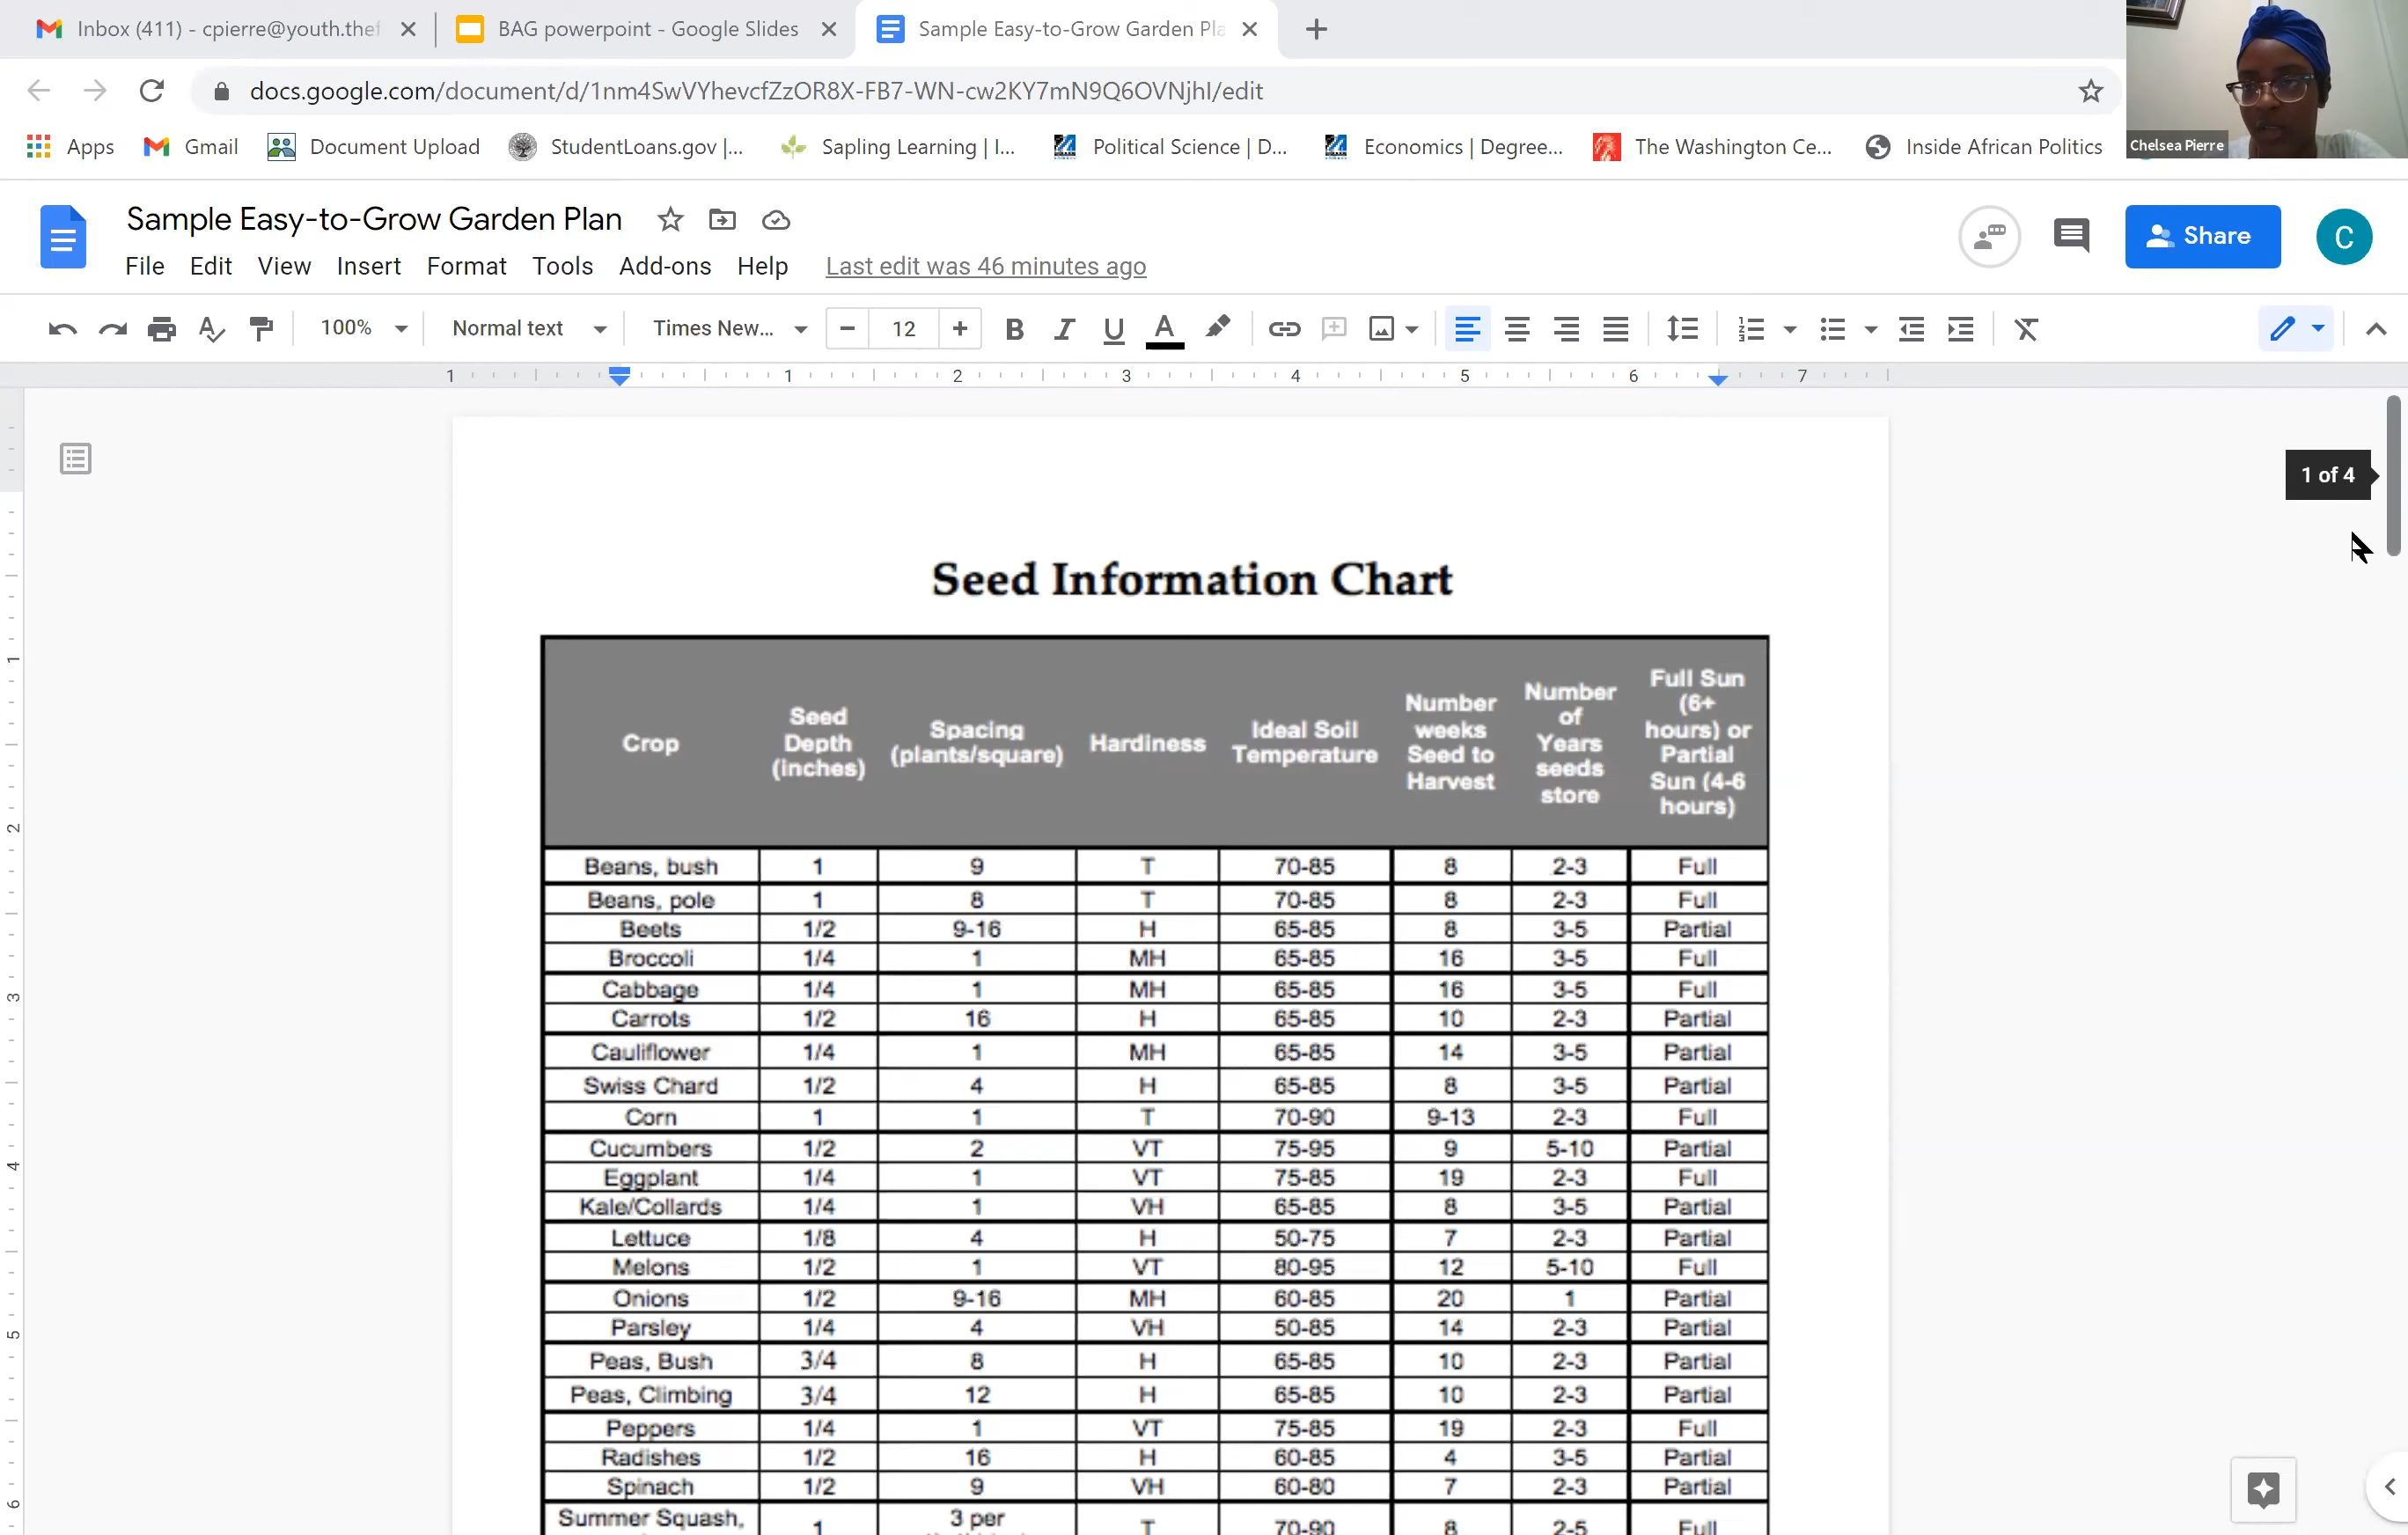 Inbox (411) - cpierre@youth.thef
BAG powerpoint - Google Slides
Sample Easy-to-Grow Garden Pla
docs.google.com/document/d/1nm4SwVYhevcfZzOR8X-FB7-WN-cw2KY7mN9Q6OVNjhI/edit
Apps Gmail Document Upload StudentLoans.gov |... Sapling Learning | I... Political Science | D... Economics | Degree... The Washington Ce... Inside African Politics
Chelsea Pierre
Sample Easy-to-Grow Garden Plan
Share
C
File Edit View Insert Format Tools Add-ons Help Last edit was 46 minutes ago
100% Normal text Times New... 12 B I U A
1 1 2 3 4 5 6 7
1 of 4
Seed Information Chart
Crop Seed Depth (inches) Spacing (plants/square) Hardiness Ideal Soil Temperature Number weeks Seed to Harvest Number of Years seeds store Full Sun (6+ hours) or Partial Sun (4-6 hours)
Beans, bush 1 9 T 70-85 8 2-3 Full
Beans, pole 1 8 T 70-85 8 2-3 Full
Beets 1/2 9-16 H 65-85 8 3-5 Partial
Broccoli 1/4 1 MH 65-85 16 3-5 Full
Cabbage 1/4 1 MH 65-85 16 3-5 Full
Carrots 1/2 16 H 65-85 10 2-3 Partial
Cauliflower 1/4 1 MH 65-85 14 3-5 Partial
Swiss Chard 1/2 4 H 65-85 8 3-5 Partial
Corn 1 1 T 70-90 9-13 2-3 Full
Cucumbers 1/2 2 VT 75-95 9 5-10 Partial
Eggplant 1/4 1 VT 75-85 19 2-3 Full
Kale/Collards 1/4 1 VH 65-85 8 3-5 Partial
Lettuce 1/8 4 H 50-75 7 2-3 Partial
Melons 1/2 1 VT 80-95 12 5-10 Full
Onions 1/2 9-16 MH 60-85 20 1 Partial
Parsley 1/4 4 VH 50-85 14 2-3 Partial
Peas, Bush 3/4 8 H 65-85 10 2-3 Partial
Peas, Climbing 3/4 12 H 65-85 10 2-3 Partial
Peppers 1/4 1 VT 75-85 19 2-3 Full
Radishes 1/2 16 H 60-85 4 3-5 Partial
Spinach 1/2 9 VH 60-80 7 2-3 Partial
Summer Squash, 1 3 per T 70-90 8 2-5 Full
1
2
3
4
5
6